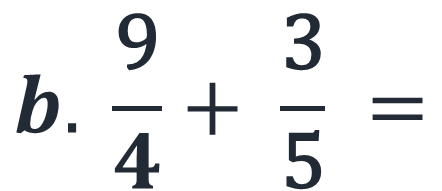 b. 9/4 + 3/5 =